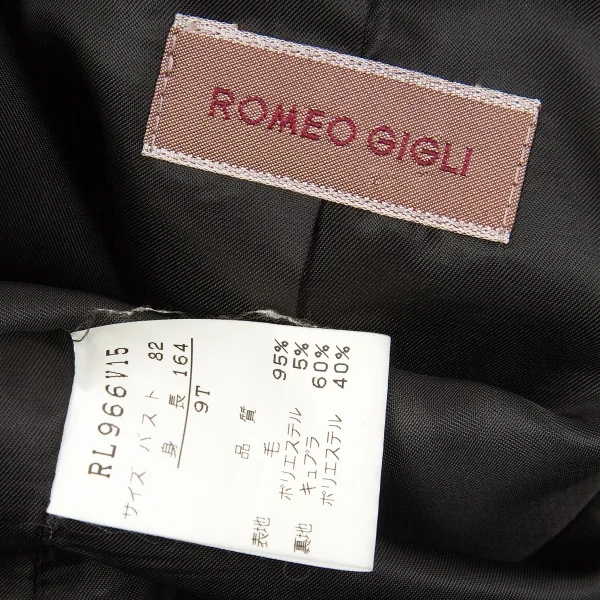 ROMEO GIGLI
RL966V15
サイズ バスト 82
身長 164
9T
品質
表地 毛 95%
ポリエステル 5%
裏地 キュプラ 60%
ポリエステル 40%